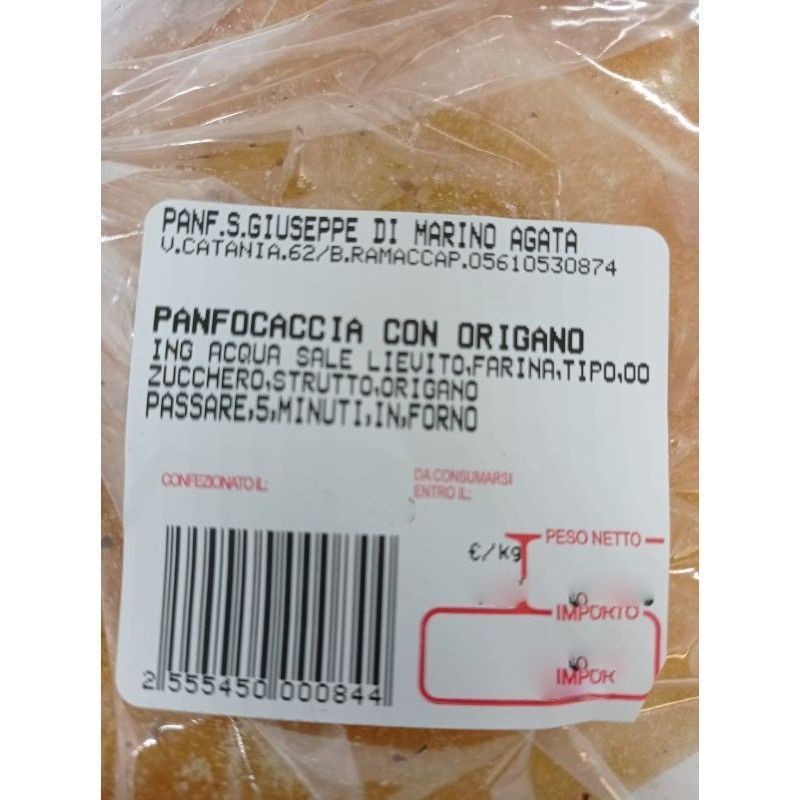 PANF.S.GIUSEPPE DI MARINO AGATA
V.CATANIA.62/B.RAMACCAP.05610530874
PANFOCACCIA CON ORIGANO
ING ACQUA SALE LIEVITO,FARINA,TIPO,00
ZUCCHERO,STRUTTO,ORIGANO
PASSARE,5,MINUTI,IN,FORNO
CONFEZIONATO IL:
DA CONSUMARSI
ENTRO IL:
€/kg
PESO NETTO
IMPORTO
IMPOR
2 555450 000844